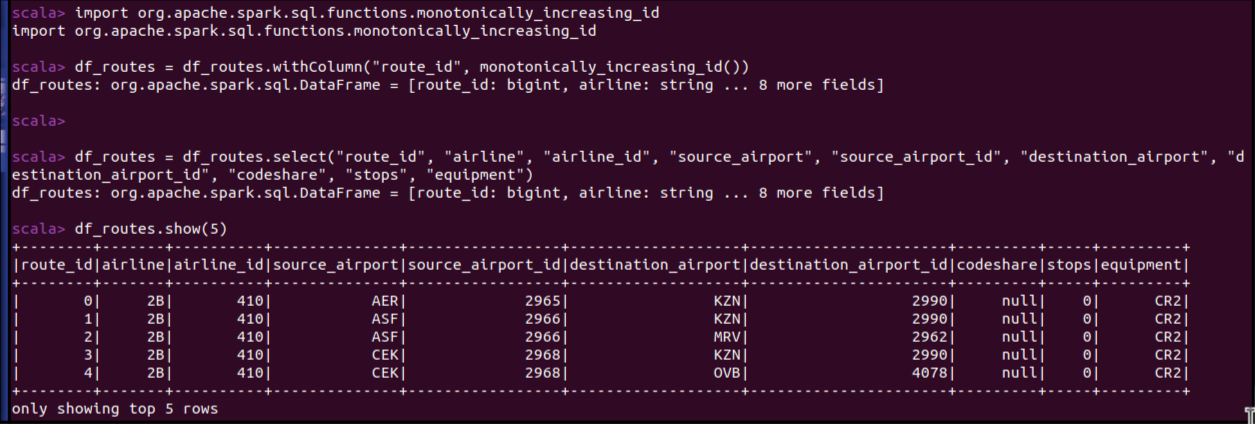 scala> import org.apache.spark.sql.functions.monotonically_increasing_id
import org.apache.spark.sql.functions.monotonically_increasing_id
scala> df_routes = df_routes.withColumn("route_id", monotonically_increasing_id())
df_routes: org.apache.spark.sql.DataFrame = [route_id: bigint, airline: string ... 8 more fields]
scala>
scala> df_routes = df_routes.select("route_id", "airline", "airline_id", "source_airport", "source_airport_id", "destination_airport", "d
estination_airport_id", "codeshare", "stops", "equipment")
df_routes: org.apache.spark.sql.DataFrame = [route_id: bigint, airline: string ... 8 more fields]
scala> df_routes.show(5)
+--------+-------+----------+--------------+-----------------+-------------------+----------------------+---------+-----+---------+
|route_id|airline|airline_id|source_airport|source_airport_id|destination_airport|destination_airport_id|codeshare|stops|equipment|
+--------+-------+----------+--------------+-----------------+-------------------+----------------------+---------+-----+---------+
|       0|     2B|       410|           AER|             2965|                KZN|                  2990|     null|    0|      CR2|
|       1|     2B|       410|           ASF|             2966|                KZN|                  2990|     null|    0|      CR2|
|       2|     2B|       410|           ASF|             2966|                MRV|                  2962|     null|    0|      CR2|
|       3|     2B|       410|           CEK|             2968|                KZN|                  2990|     null|    0|      CR2|
|       4|     2B|       410|           CEK|             2968|                OVB|                  4078|     null|    0|      CR2|
+--------+-------+----------+--------------+-----------------+-------------------+----------------------+---------+-----+---------+
only showing top 5 rows